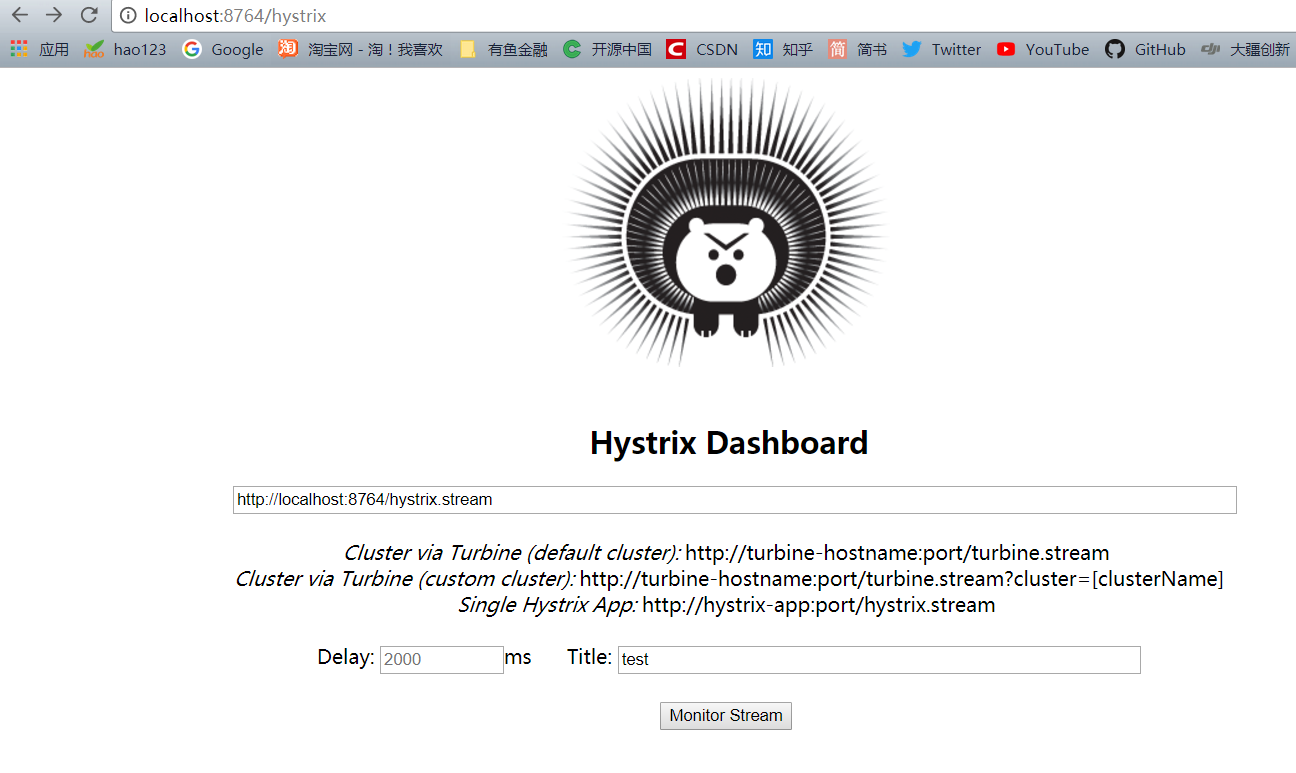 localhost:8764/hystrix
应用 hao123 Google 淘 淘宝网 - 淘！我喜欢 有鱼金融 开源中国 C CSDN 知 知乎 简 简书 Twitter YouTube GitHub 大疆创新
Hystrix Dashboard
http://localhost:8764/hystrix.stream
Cluster via Turbine (default cluster): http://turbine-hostname:port/turbine.stream
Cluster via Turbine (custom cluster): http://turbine-hostname:port/turbine.stream?cluster=[clusterName]
Single Hystrix App: http://hystrix-app:port/hystrix.stream
Delay: 2000 ms Title: test
Monitor Stream